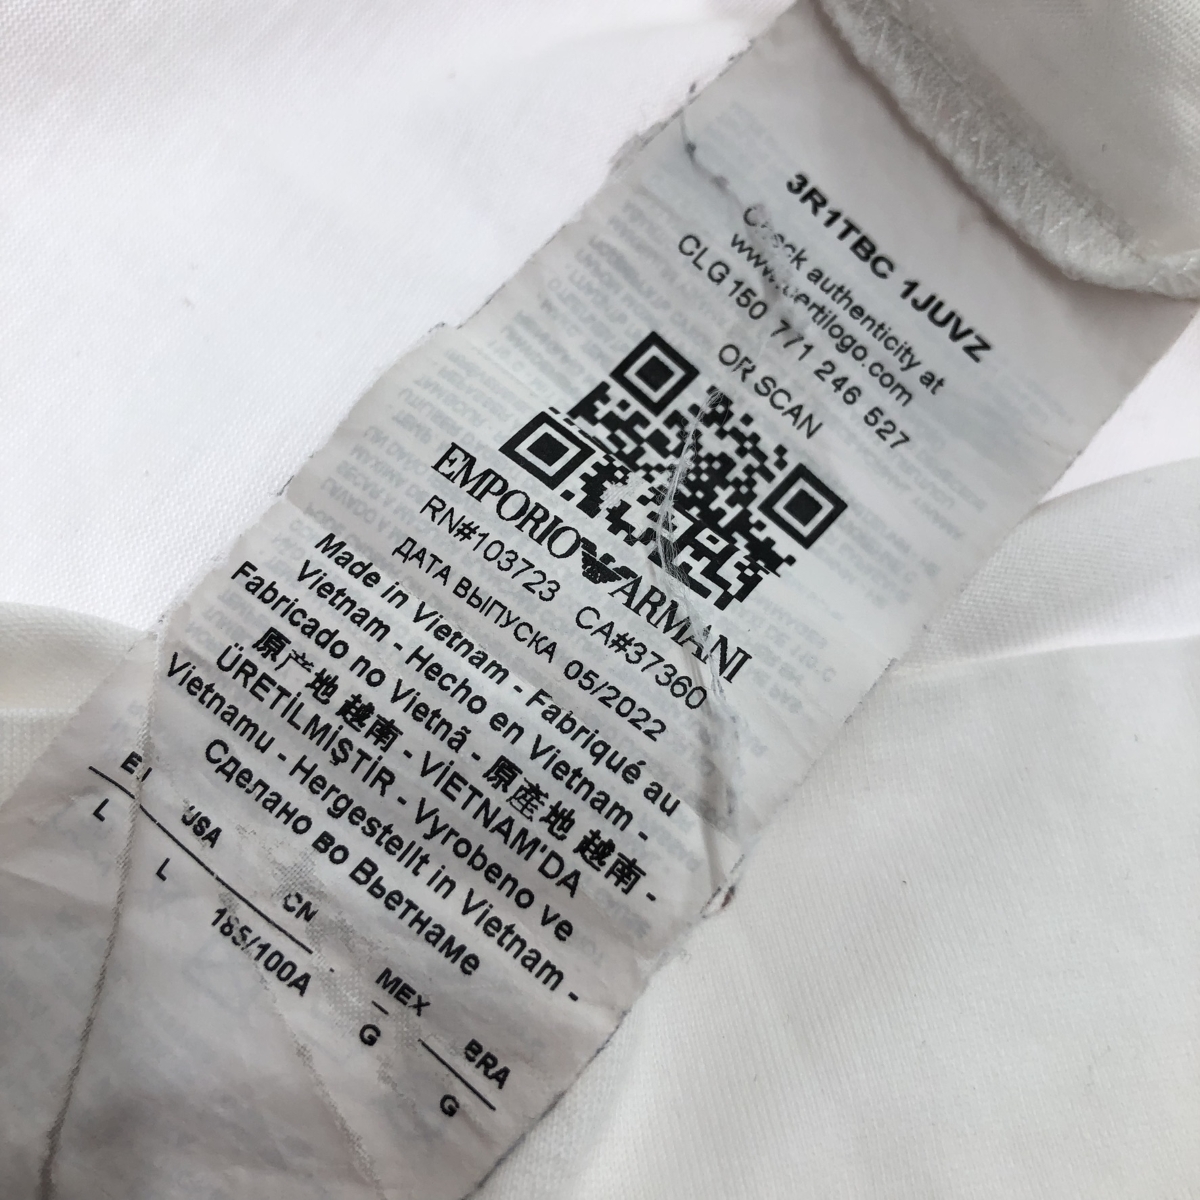 3R1TBC 1JUVZ
Check authenticity at
www.certilogo.com
CLG 150 771 246 527
OR SCAN
EMPORIO ARMANI
RN#103723 CA#37360
ДАТА ВЫПУСКА 05/2022
Made in Vietnam - Fabriqué au
Vietnam - Hecho en Vietnam -
Fabricado no Vietnã - 原產地 越南 -
原产地 越南 - VİETNAM'DA
ÜRETİLMİŞTİR - Vyrobeno ve
Vietnamu - Hergestellt in Vietnam -
Сделано во Вьетнаме
USA CN MEX BRA
L L 185/100A G G